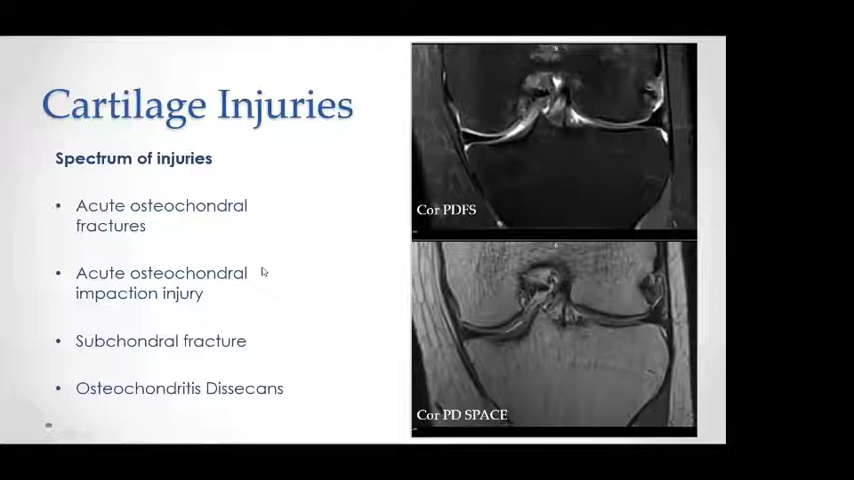 Cartilage Injuries
Spectrum of injuries
• Acute osteochondral
fractures
• Acute osteochondral
impaction injury
• Subchondral fracture
• Osteochondritis Dissecans
Cor PDFS
Cor PD SPACE